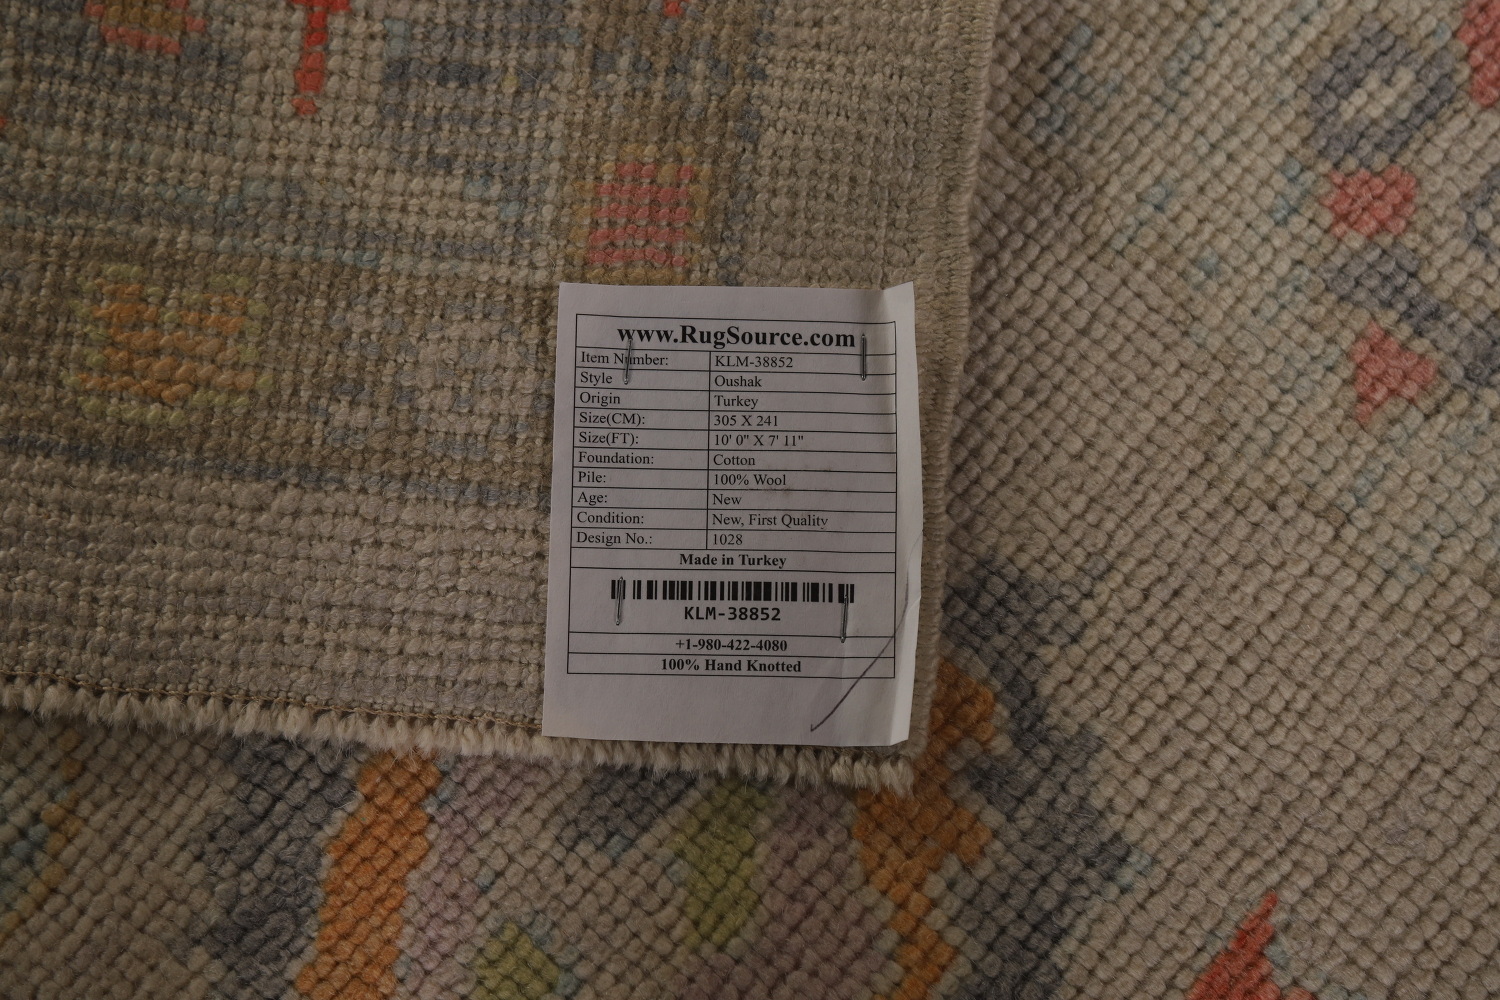 www.RugSource.com
Item Number: KLM-38852
Style Oushak
Origin Turkey
Size(CM): 305 X 241
Size(FT): 10' 0" X 7' 11"
Foundation: Cotton
Pile: 100% Wool
Age: New
Condition: New, First Quality
Design No.: 1028
Made in Turkey
KLM-38852
+1-980-422-4080
100% Hand Knotted